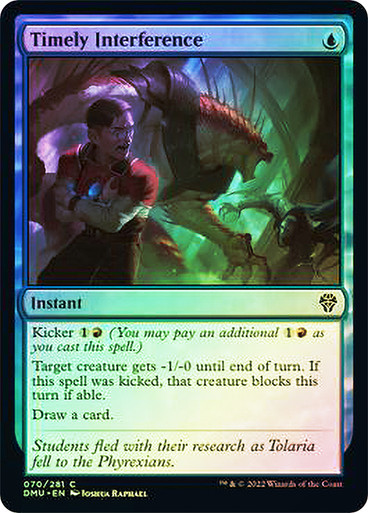 Timely Interference
Instant
Kicker 1 (You may pay an additional 1 as
you cast this spell.)
Target creature gets -1/-0 until end of turn. If
this spell was kicked, that creature blocks this
turn if able.
Draw a card.
Students fled with their research as Tolaria
fell to the Phyrexians.
070/281 C
DMU • EN Joshua Raphael
™ & © 2022 Wizards of the Coast